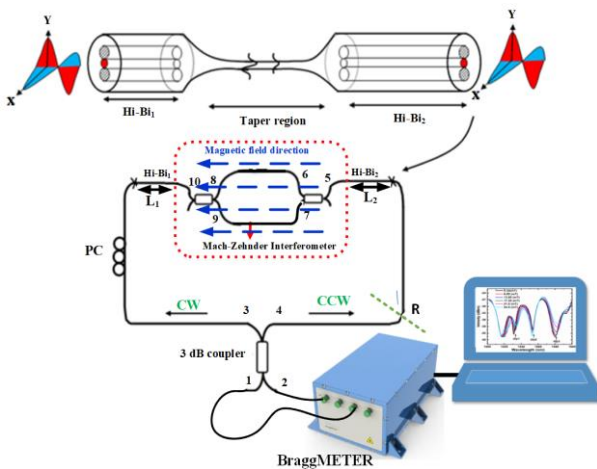 Y
Y
X
X
Hi-Bi1
Taper region
Hi-Bi2
Magnetic field direction
Hi-Bi1
10
8
6
5
Hi-Bi2
L1
L2
9
7
Mach-Zehnder Interferometer
PC
CW
CCW
3
4
R
3 dB coupler
1
2
BraggMETER